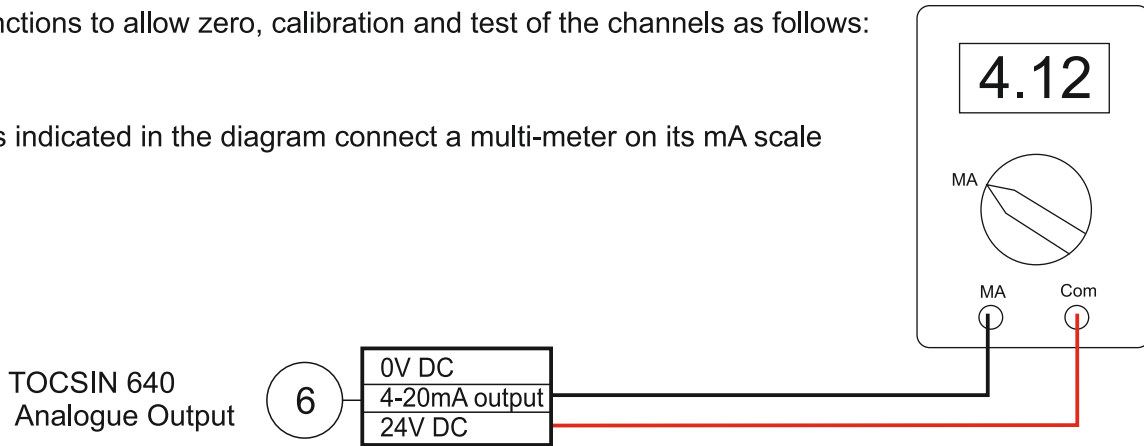 nctions to allow zero, calibration and test of the channels as follows:
s indicated in the diagram connect a multi-meter on its mA scale
4.12
MA
MA Com
TOCSIN 640
Analogue Output
6
0V DC
4-20mA output
24V DC